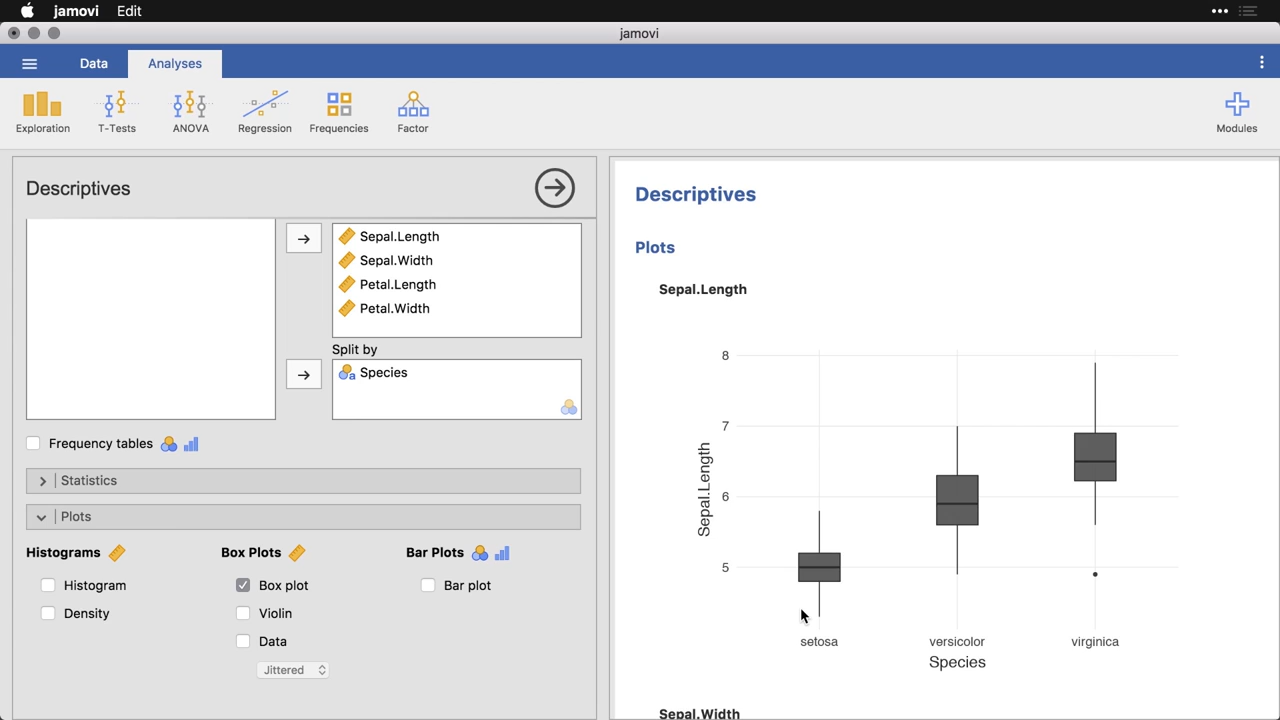 jamovi Edit
jamovi
Data Analyses
Exploration T-Tests ANOVA Regression Frequencies Factor Modules
Descriptives
Sepal.Length
Sepal.Width
Petal.Length
Petal.Width
Split by
Species
Frequency tables
Statistics
Plots
Histograms Box Plots Bar Plots
Histogram Box plot Bar plot
Density Violin
Data
Jittered
Descriptives
Plots
Sepal.Length
8
7
6
5
Sepal.Length
setosa versicolor virginica
Species
Sepal.Width